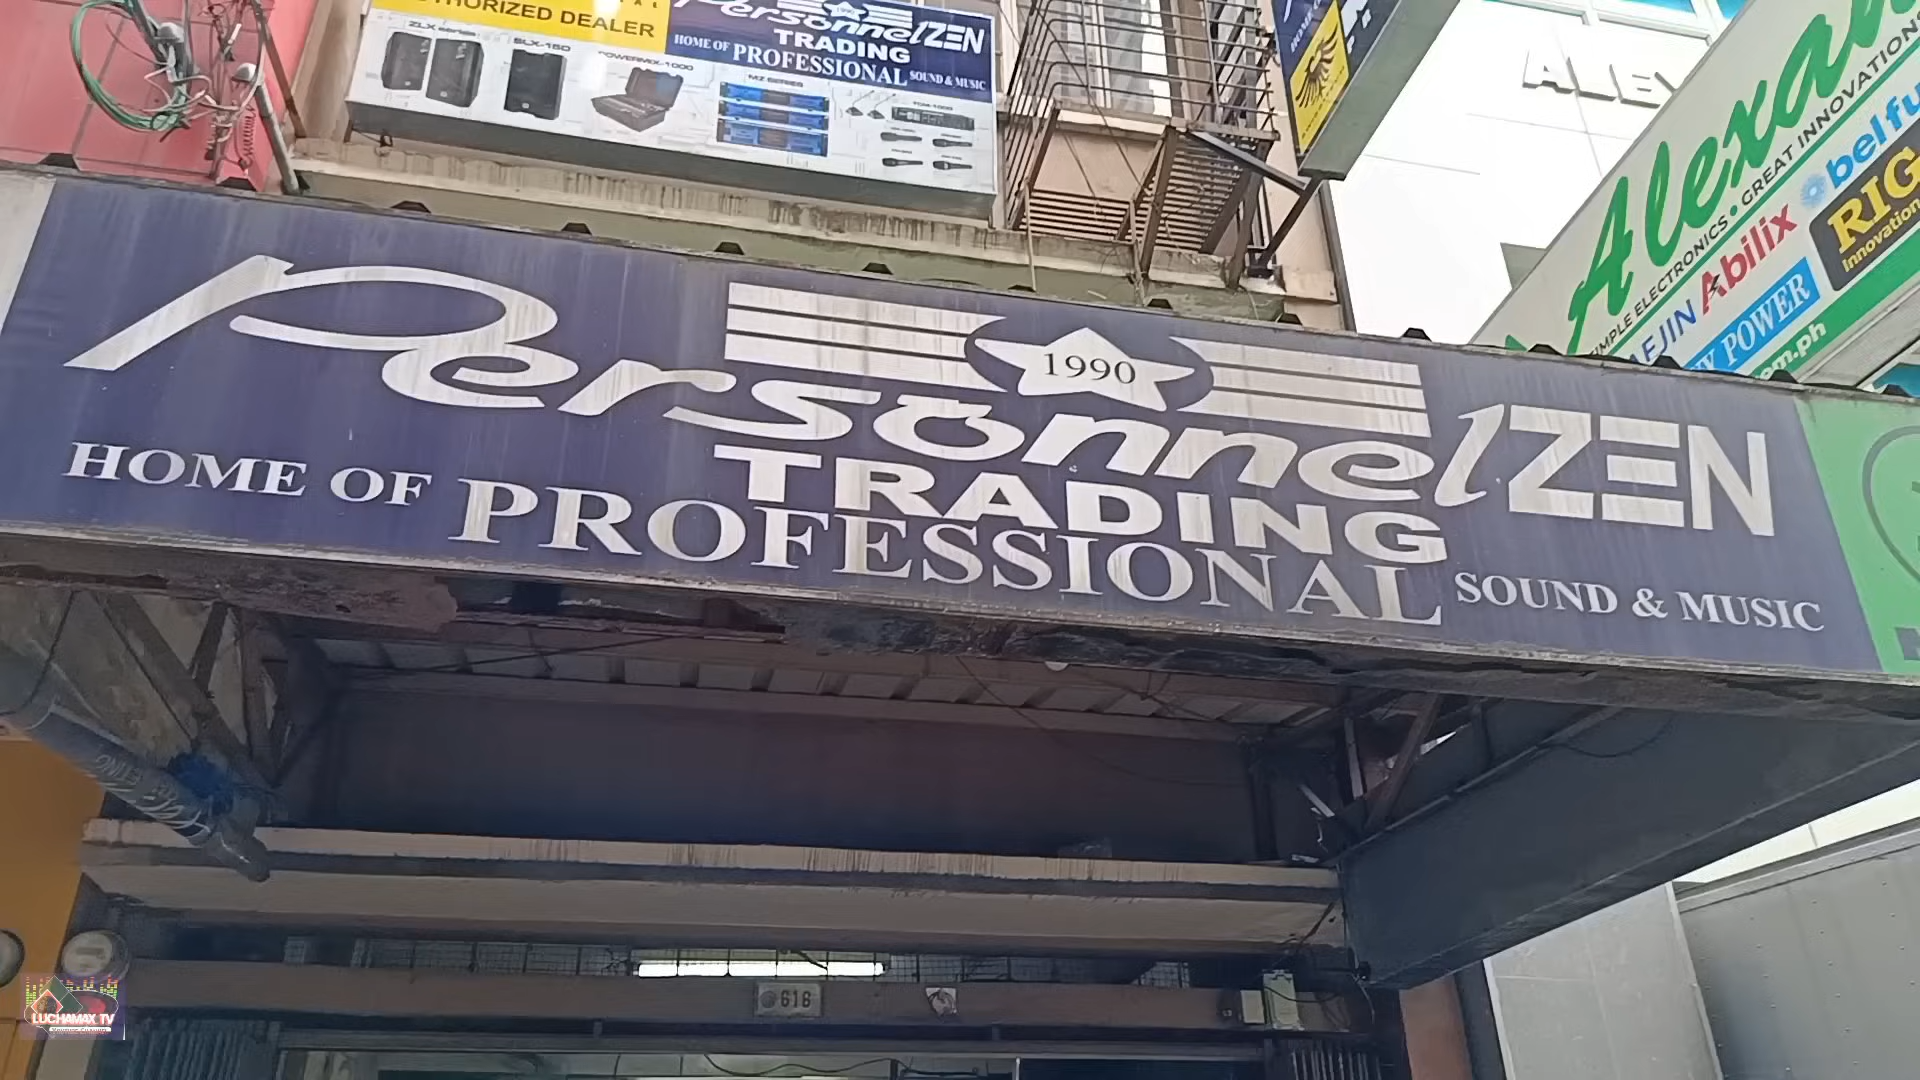 AUTHORIZED DEALER
PersonnelZEN
TRADING
HOME OF PROFESSIONAL SOUND & MUSIC
ZLX series:
SLX-150
POWERMIX-1000
MZ SERIES
Alexan
SIMPLE ELECTRONICS • GREAT INNOVATION
belfu
Abilix
RIG
Innovation
POWER
ALEX
PersonnelZEN
1990
TRADING
HOME OF PROFESSIONAL SOUND & MUSIC
616
LUCHAMAX TV